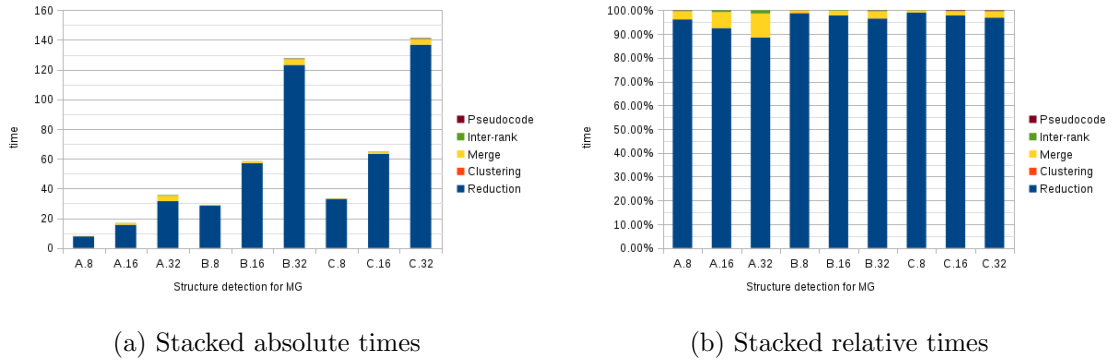 160
140
120
100
80
60
40
20
0
time
A.8 A.16 A.32 B.8 B.16 B.32 C.8 C.16 C.32
Structure detection for MG
Pseudocode
Inter-rank
Merge
Clustering
Reduction
(a) Stacked absolute times
100.00%
90.00%
80.00%
70.00%
60.00%
50.00%
40.00%
30.00%
20.00%
10.00%
0.00%
time
A.8 A.16 A.32 B.8 B.16 B.32 C.8 C.16 C.32
Structure detection for MG
Pseudocode
Inter-rank
Merge
Clustering
Reduction
(b) Stacked relative times